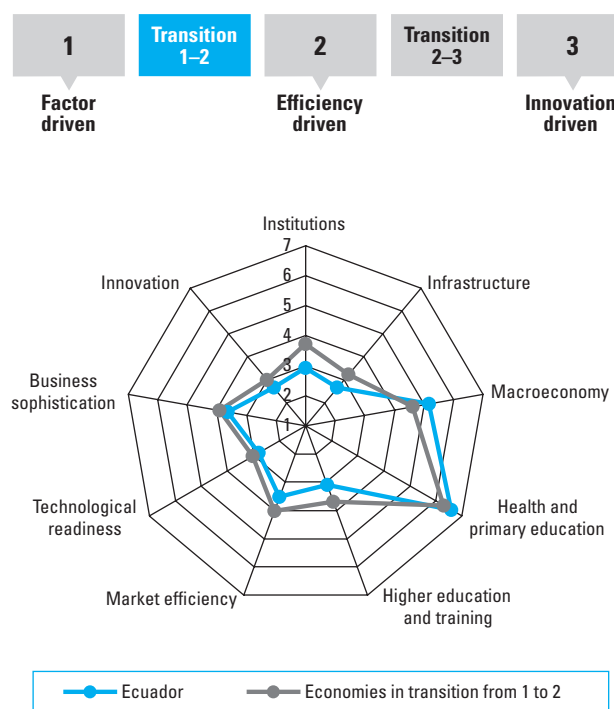 1
Transition
1–2
2
Transition
2–3
3
Factor
driven
Efficiency
driven
Innovation
driven
Institutions
7
6
5
4
3
2
1
Innovation
Infrastructure
Business
sophistication
Macroeconomy
Technological
readiness
Health and
primary education
Market efficiency
Higher education
and training
Ecuador
Economies in transition from 1 to 2